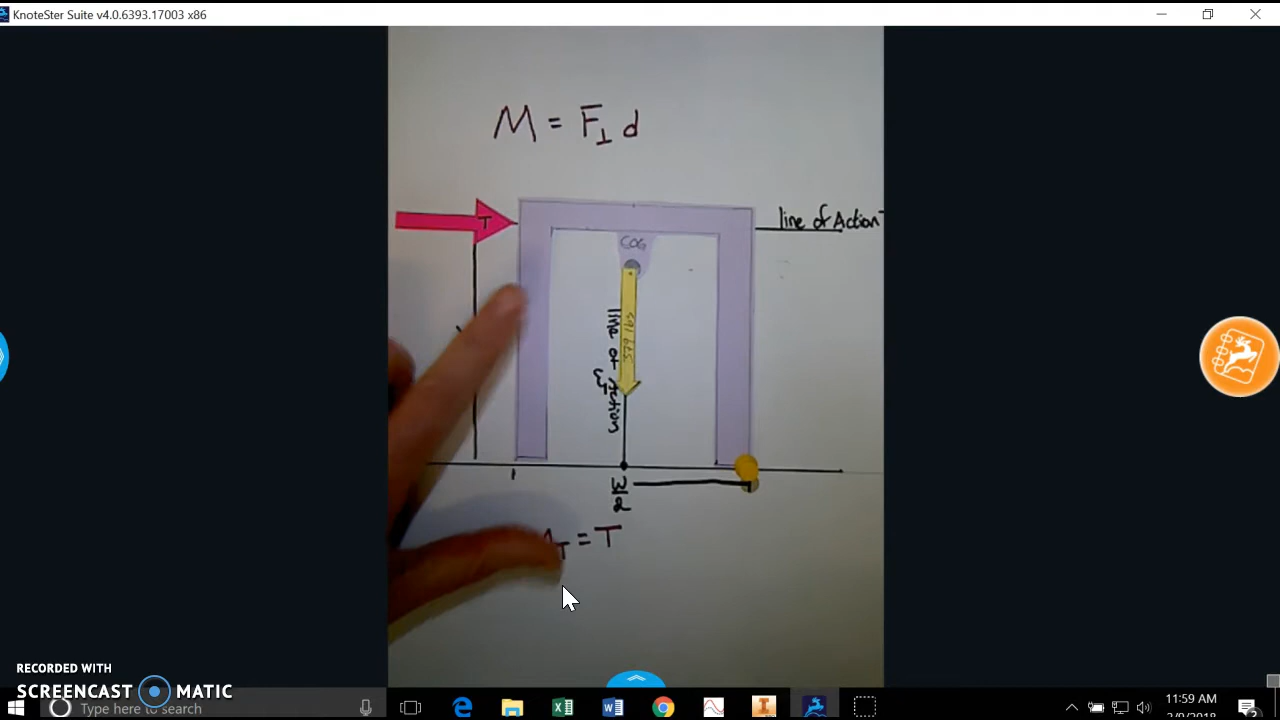 KnoteSter Suite v4.0.6393.17003 x86
M = F⊥ d
T
line of Action
COG
line of Action
W/2
= T
RECORDED WITH
SCREENCAST MATIC
Type here to search
11:59 AM